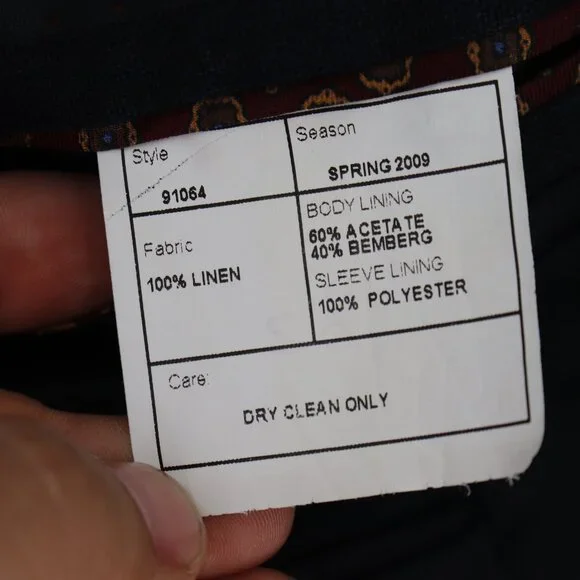 Style
91064
Season
SPRING 2009
Fabric
100% LINEN
BODY LINING
60% ACETATE
40% BEMBERG
SLEEVE LINING
100% POLYESTER
Care:
DRY CLEAN ONLY